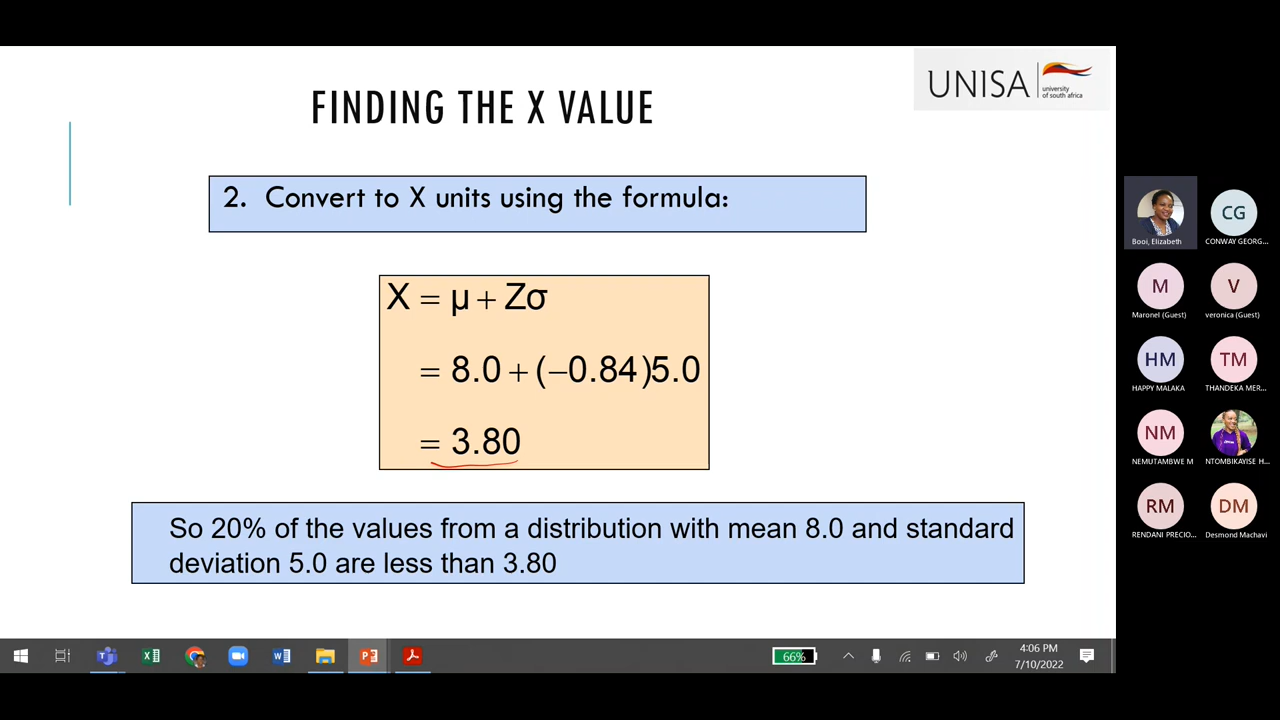 UNISA
university
of south africa
FINDING THE X VALUE
2. Convert to X units using the formula:
X = μ + Zσ
= 8.0 + (−0.84)5.0
= 3.80
So 20% of the values from a distribution with mean 8.0 and standard
deviation 5.0 are less than 3.80
Booi, Elizabeth
CG
CONWAY GEORG...
M
Maronel (Guest)
V
veronica (Guest)
HM
HAPPY MALAKA
TM
THANDEKA MER...
NM
NEMUTAMBWE M
NTOMBIKAYISE H...
RM
RENDANI PRECIO...
DM
Desmond Machavi
66%
4:06 PM
7/10/2022